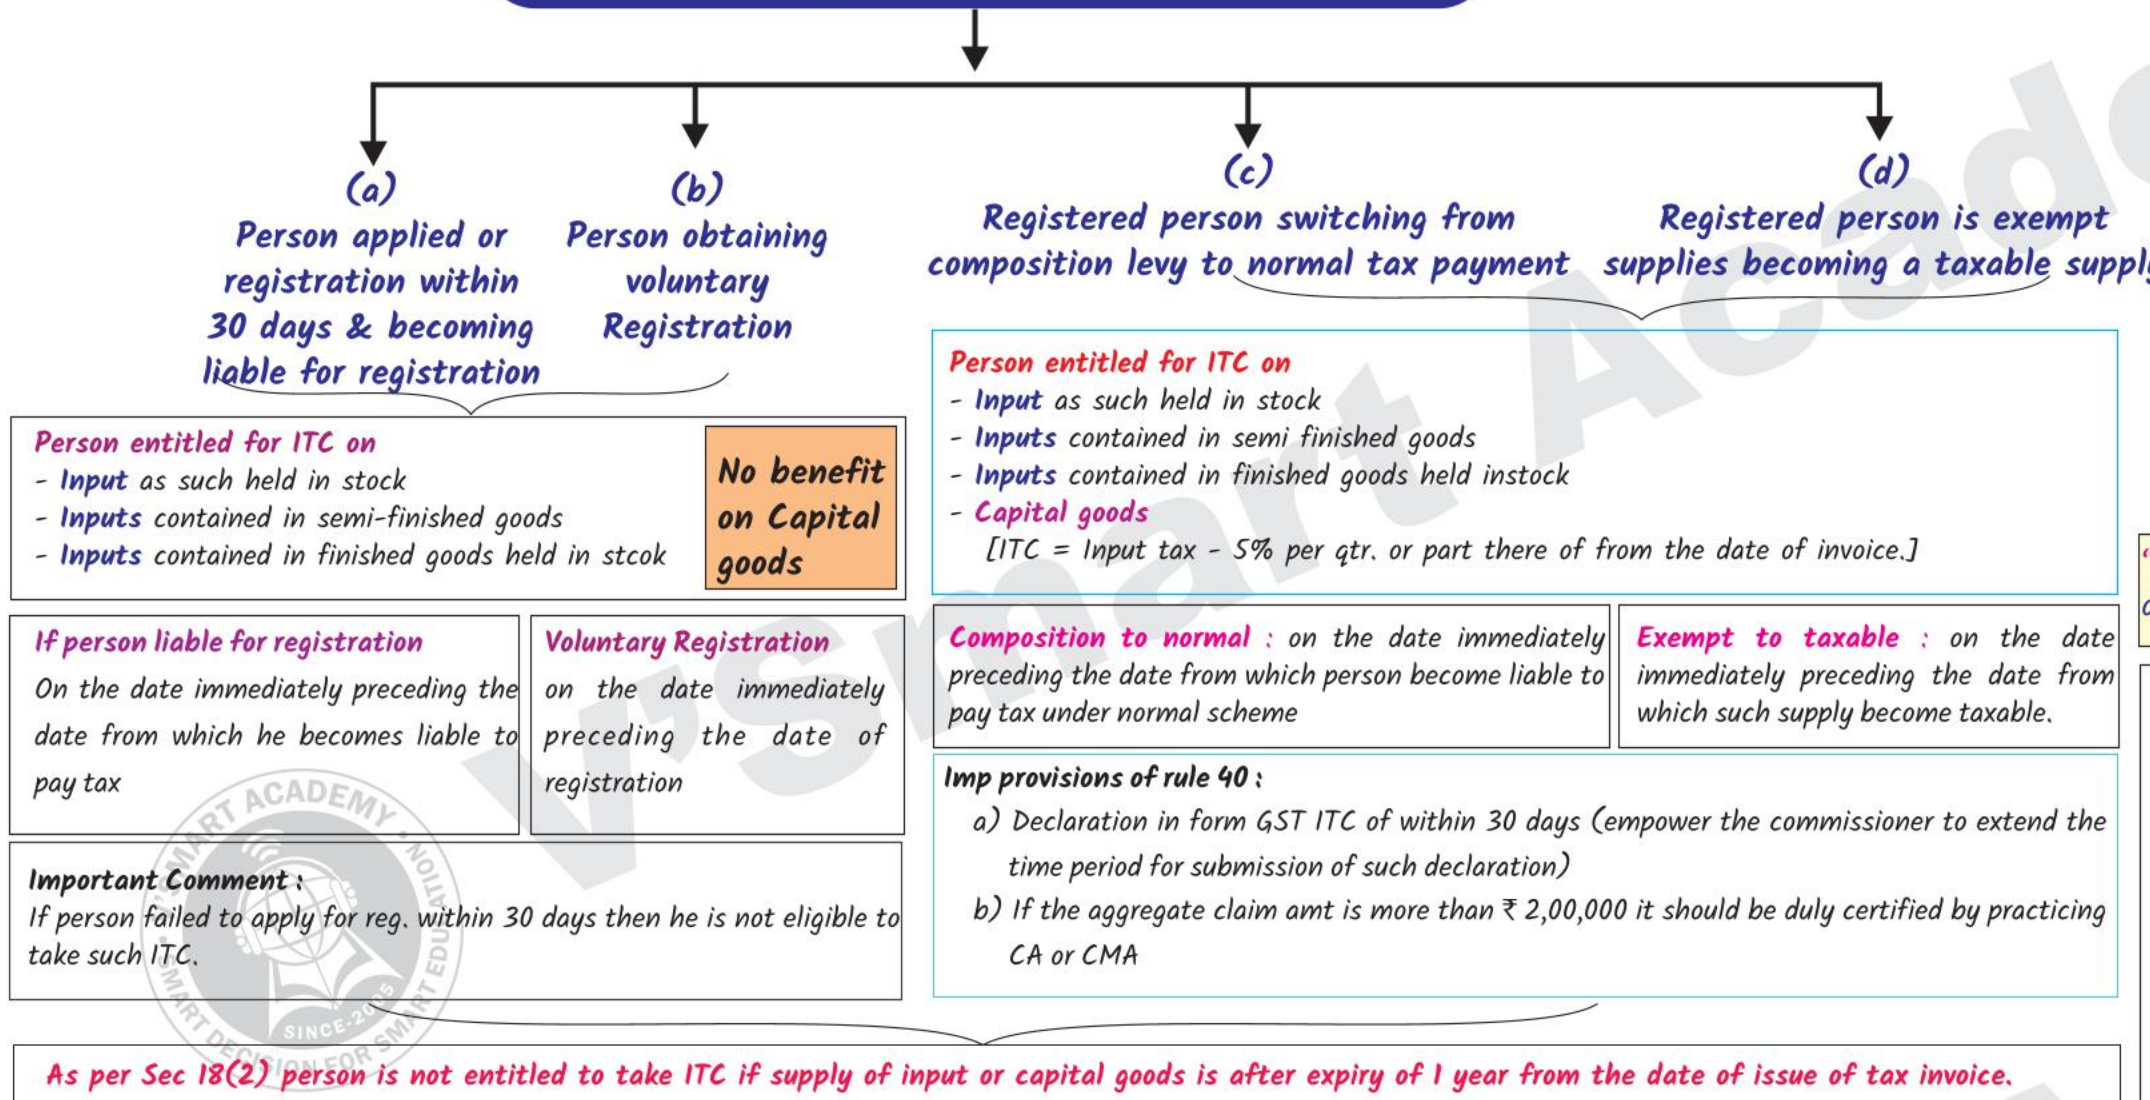 (a)
Person applied or
registration within
30 days & becoming
liable for registration
(b)
Person obtaining
voluntary
Registration
(c)
Registered person switching from
composition levy to normal tax payment
(d)
Registered person is exempt
supplies becoming a taxable supply
Person entitled for ITC on
- Input as such held in stock
- Inputs contained in semi-finished goods
- Inputs contained in finished goods held in stcok
No benefit
on Capital
goods
Person entitled for ITC on
- Input as such held in stock
- Inputs contained in semi finished goods
- Inputs contained in finished goods held instock
- Capital goods
[ITC = Input tax - 5% per qtr. or part there of from the date of invoice.]
If person liable for registration
On the date immediately preceding the
date from which he becomes liable to
pay tax
Voluntary Registration
on the date immediately
preceding the date of
registration
Composition to normal : on the date immediately
preceding the date from which person become liable to
pay tax under normal scheme
Exempt to taxable : on the date
immediately preceding the date from
which such supply become taxable.
Important Comment :
If person failed to apply for reg. within 30 days then he is not eligible to
take such ITC.
Imp provisions of rule 40 :
a) Declaration in form GST ITC of within 30 days (empower the commissioner to extend the
time period for submission of such declaration)
b) If the aggregate claim amt is more than ₹ 2,00,000 it should be duly certified by practicing
CA or CMA
As per Sec 18(2) person is not entitled to take ITC if supply of input or capital goods is after expiry of 1 year from the date of issue of tax invoice.
V'Smart Acade
V'SMART ACADEMY
SMART DECISION FOR SMART EDUCATION
SINCE-2005